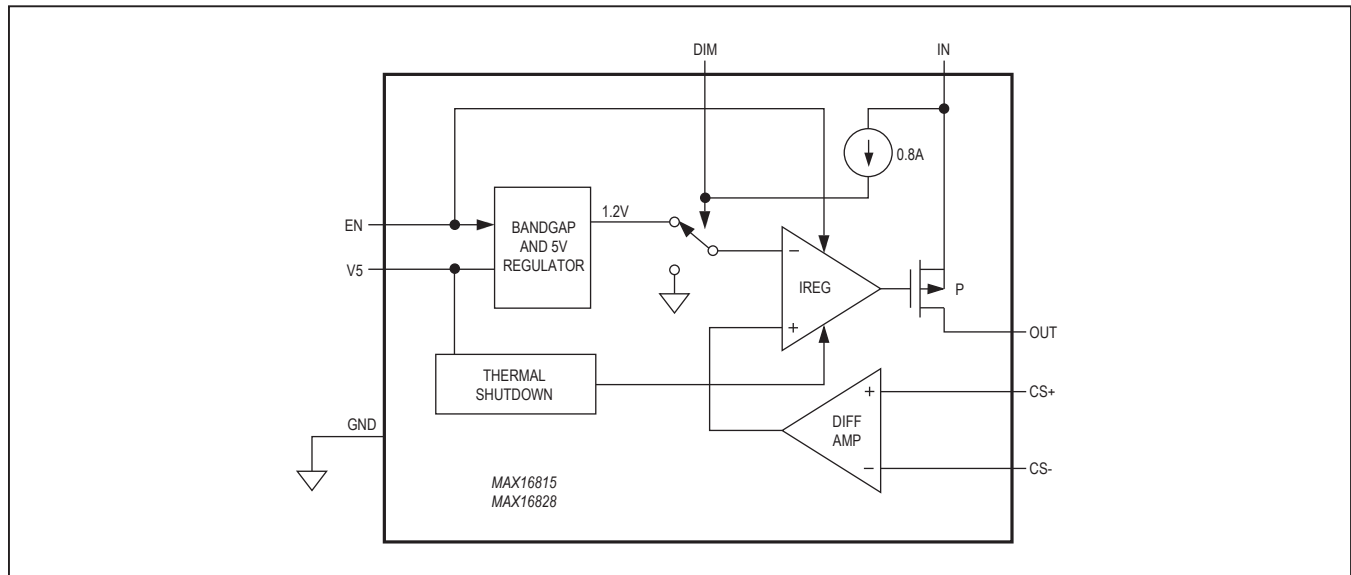 DIM
IN
0.8A
EN
BANDGAP
AND 5V
REGULATOR
1.2V
V5
−
IREG
+
P
OUT
THERMAL
SHUTDOWN
+
CS+
DIFF
AMP
−
CS-
GND
MAX16815
MAX16828